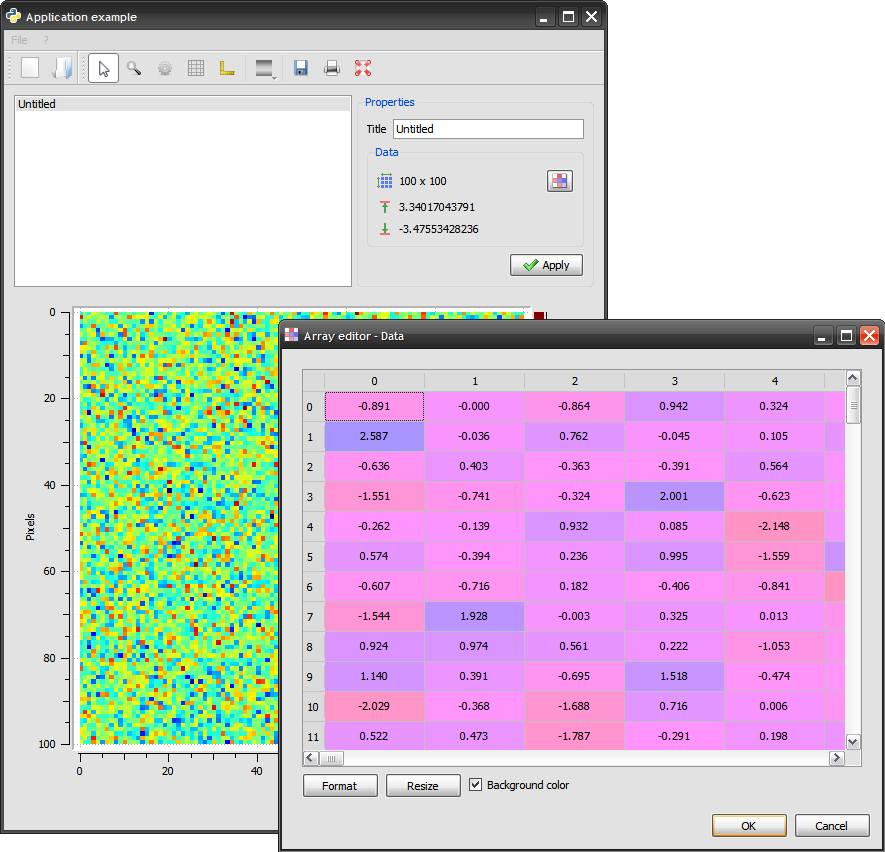 Application example
File ?
Untitled
Properties
Title Untitled
Data
100 x 100
3.34017043791
-3.47553428236
Apply
0
20
40
60
80
100
Pixels
0 20 40
Array editor - Data
0 1 2 3 4
0 -0.891 -0.000 -0.864 0.942 0.324
1 2.587 -0.036 0.762 -0.045 0.105
2 -0.636 0.403 -0.363 -0.391 0.564
3 -1.551 -0.741 -0.324 2.001 -0.623
4 -0.262 -0.139 0.932 0.085 -2.148
5 0.574 -0.394 0.236 0.995 -1.559
6 -0.607 -0.716 0.182 -0.406 -0.841
7 -1.544 1.928 -0.003 0.325 0.013
8 0.924 0.974 0.561 0.222 -1.053
9 1.140 0.391 -0.695 1.518 -0.474
10 -2.029 -0.368 -1.688 0.716 0.006
11 0.522 0.473 -1.787 -0.291 0.198
Format Resize Background color
OK Cancel